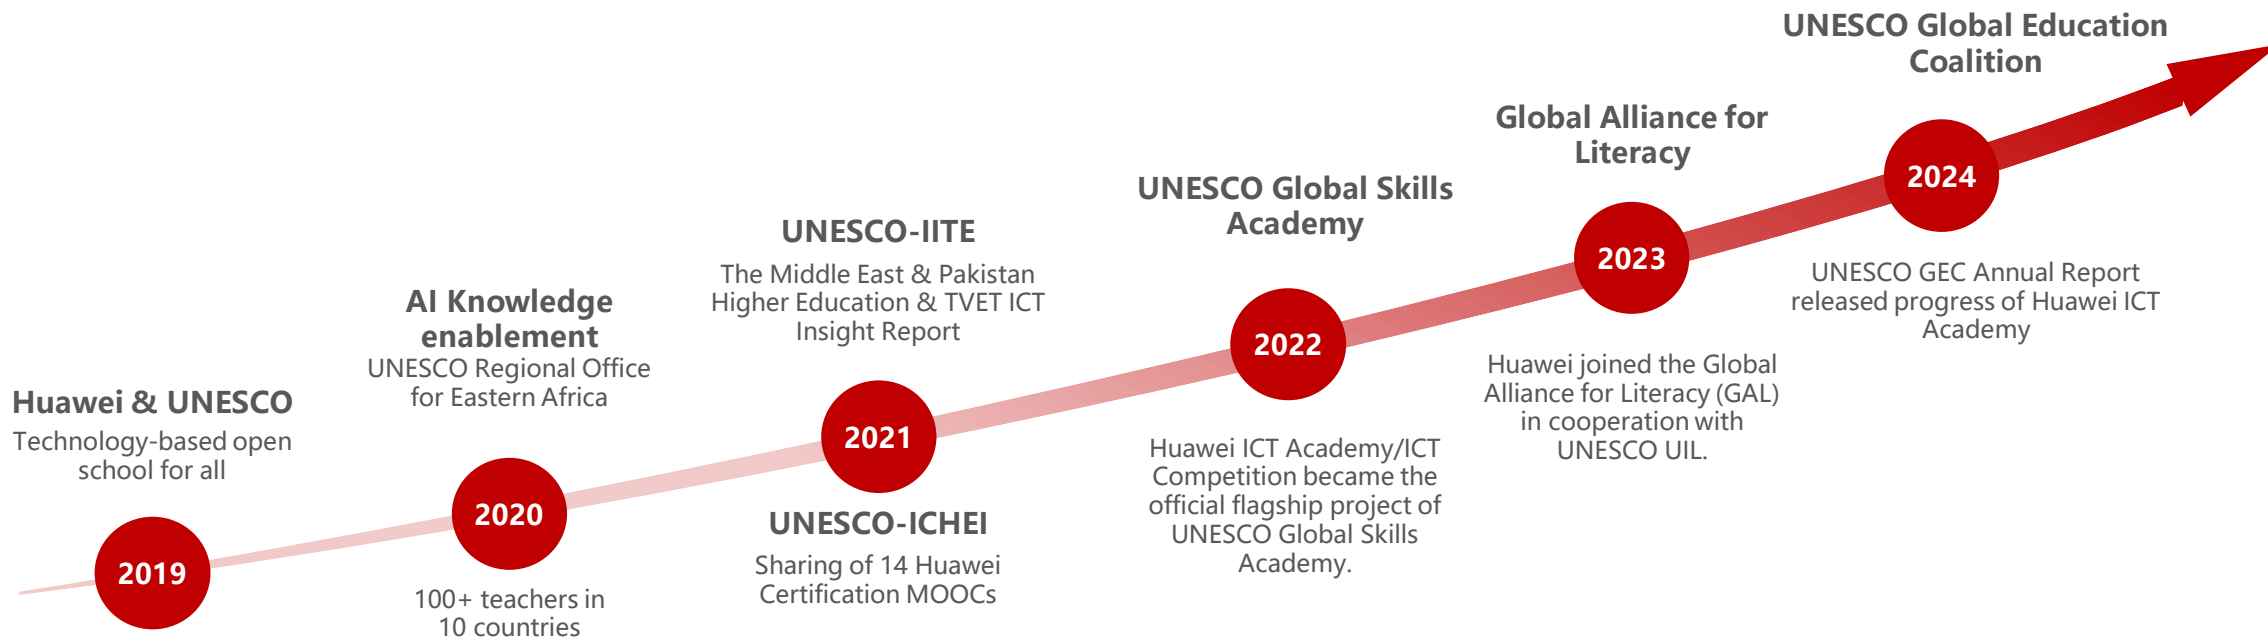 Huawei & UNESCO
Technology-based open
school for all
2019
AI Knowledge
enablement
UNESCO Regional Office
for Eastern Africa
2020
100+ teachers in
10 countries
UNESCO-IITE
The Middle East & Pakistan
Higher Education & TVET ICT
Insight Report
2021
UNESCO-ICHEI
Sharing of 14 Huawei
Certification MOOCs
UNESCO Global Skills
Academy
2022
Huawei ICT Academy/ICT
Competition became the
official flagship project of
UNESCO Global Skills
Academy.
Global Alliance for
Literacy
2023
Huawei joined the Global
Alliance for Literacy (GAL)
in cooperation with
UNESCO UIL.
UNESCO Global Education
Coalition
2024
UNESCO GEC Annual Report
released progress of Huawei ICT
Academy